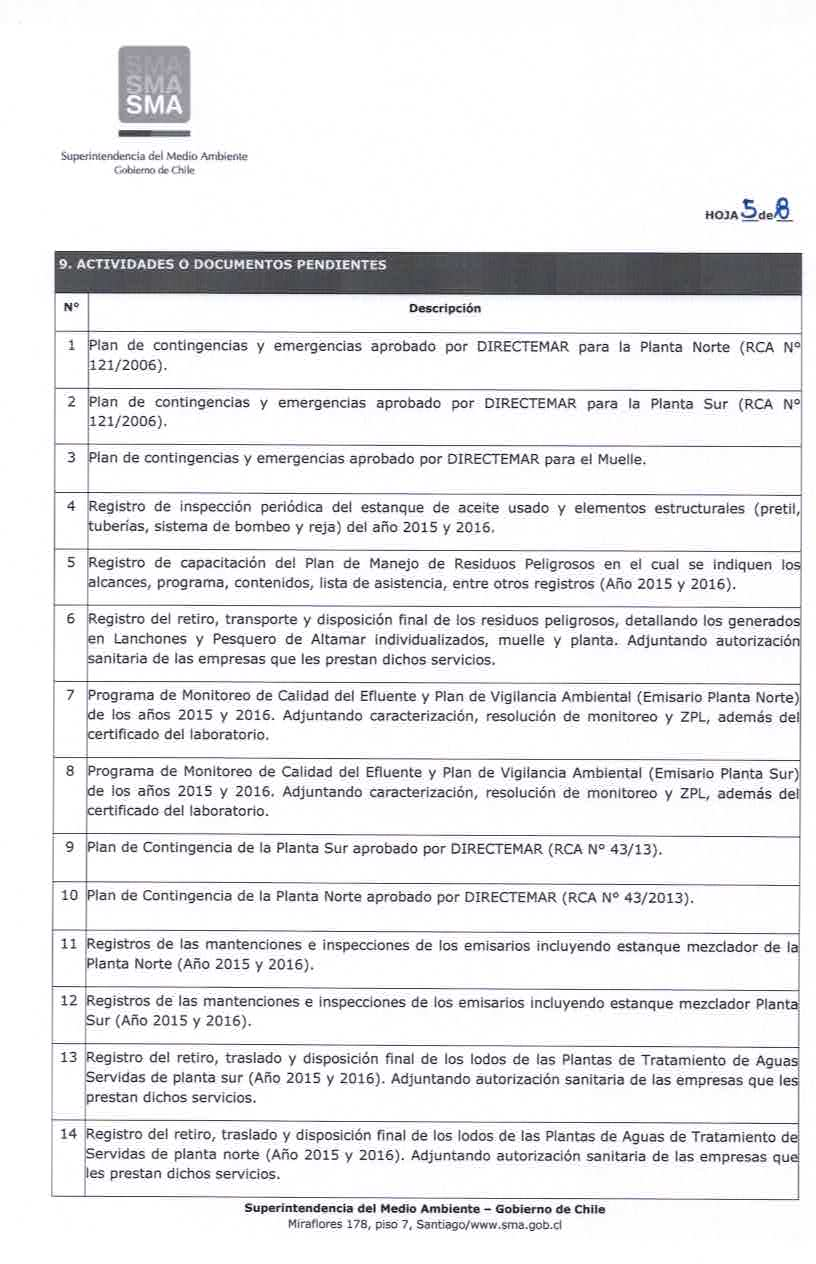 SMA
SMA
SMA
Superintendencia del Medio Ambiente
Gobierno de Chile
HOJA 5 de 8
9. ACTIVIDADES O DOCUMENTOS PENDIENTES
N° Descripción
1 Plan de contingencias y emergencias aprobado por DIRECTEMAR para la Planta Norte (RCA N°
121/2006).
2 Plan de contingencias y emergencias aprobado por DIRECTEMAR para la Planta Sur (RCA N°
121/2006).
3 Plan de contingencias y emergencias aprobado por DIRECTEMAR para el Muelle.
4 Registro de inspección periódica del estanque de aceite usado y elementos estructurales (pretil,
tuberías, sistema de bombeo y reja) del año 2015 y 2016.
5 Registro de capacitación del Plan de Manejo de Residuos Peligrosos en el cual se indiquen los
alcances, programa, contenidos, lista de asistencia, entre otros registros (Año 2015 y 2016).
6 Registro del retiro, transporte y disposición final de los residuos peligrosos, detallando los generados
en Lanchones y Pesquero de Altamar individualizados, muelle y planta. Adjuntando autorización
sanitaria de las empresas que les prestan dichos servicios.
7 Programa de Monitoreo de Calidad del Efluente y Plan de Vigilancia Ambiental (Emisario Planta Norte)
de los años 2015 y 2016. Adjuntando caracterización, resolución de monitoreo y ZPL, además del
certificado del laboratorio.
8 Programa de Monitoreo de Calidad del Efluente y Plan de Vigilancia Ambiental (Emisario Planta Sur)
de los años 2015 y 2016. Adjuntando caracterización, resolución de monitoreo y ZPL, además del
certificado del laboratorio.
9 Plan de Contingencia de la Planta Sur aprobado por DIRECTEMAR (RCA N° 43/13).
10 Plan de Contingencia de la Planta Norte aprobado por DIRECTEMAR (RCA N° 43/2013).
11 Registros de las mantenciones e inspecciones de los emisarios incluyendo estanque mezclador de la
Planta Norte (Año 2015 y 2016).
12 Registros de las mantenciones e inspecciones de los emisarios incluyendo estanque mezclador Planta
Sur (Año 2015 y 2016).
13 Registro del retiro, traslado y disposición final de los lodos de las Plantas de Tratamiento de Aguas
Servidas de planta sur (Año 2015 y 2016). Adjuntando autorización sanitaria de las empresas que les
prestan dichos servicios.
14 Registro del retiro, traslado y disposición final de los lodos de las Plantas de Aguas de Tratamiento de
Servidas de planta norte (Año 2015 y 2016). Adjuntando autorización sanitaria de las empresas que
les prestan dichos servicios.
Superintendencia del Medio Ambiente – Gobierno de Chile
Miraflores 178, piso 7, Santiago/www.sma.gob.cl